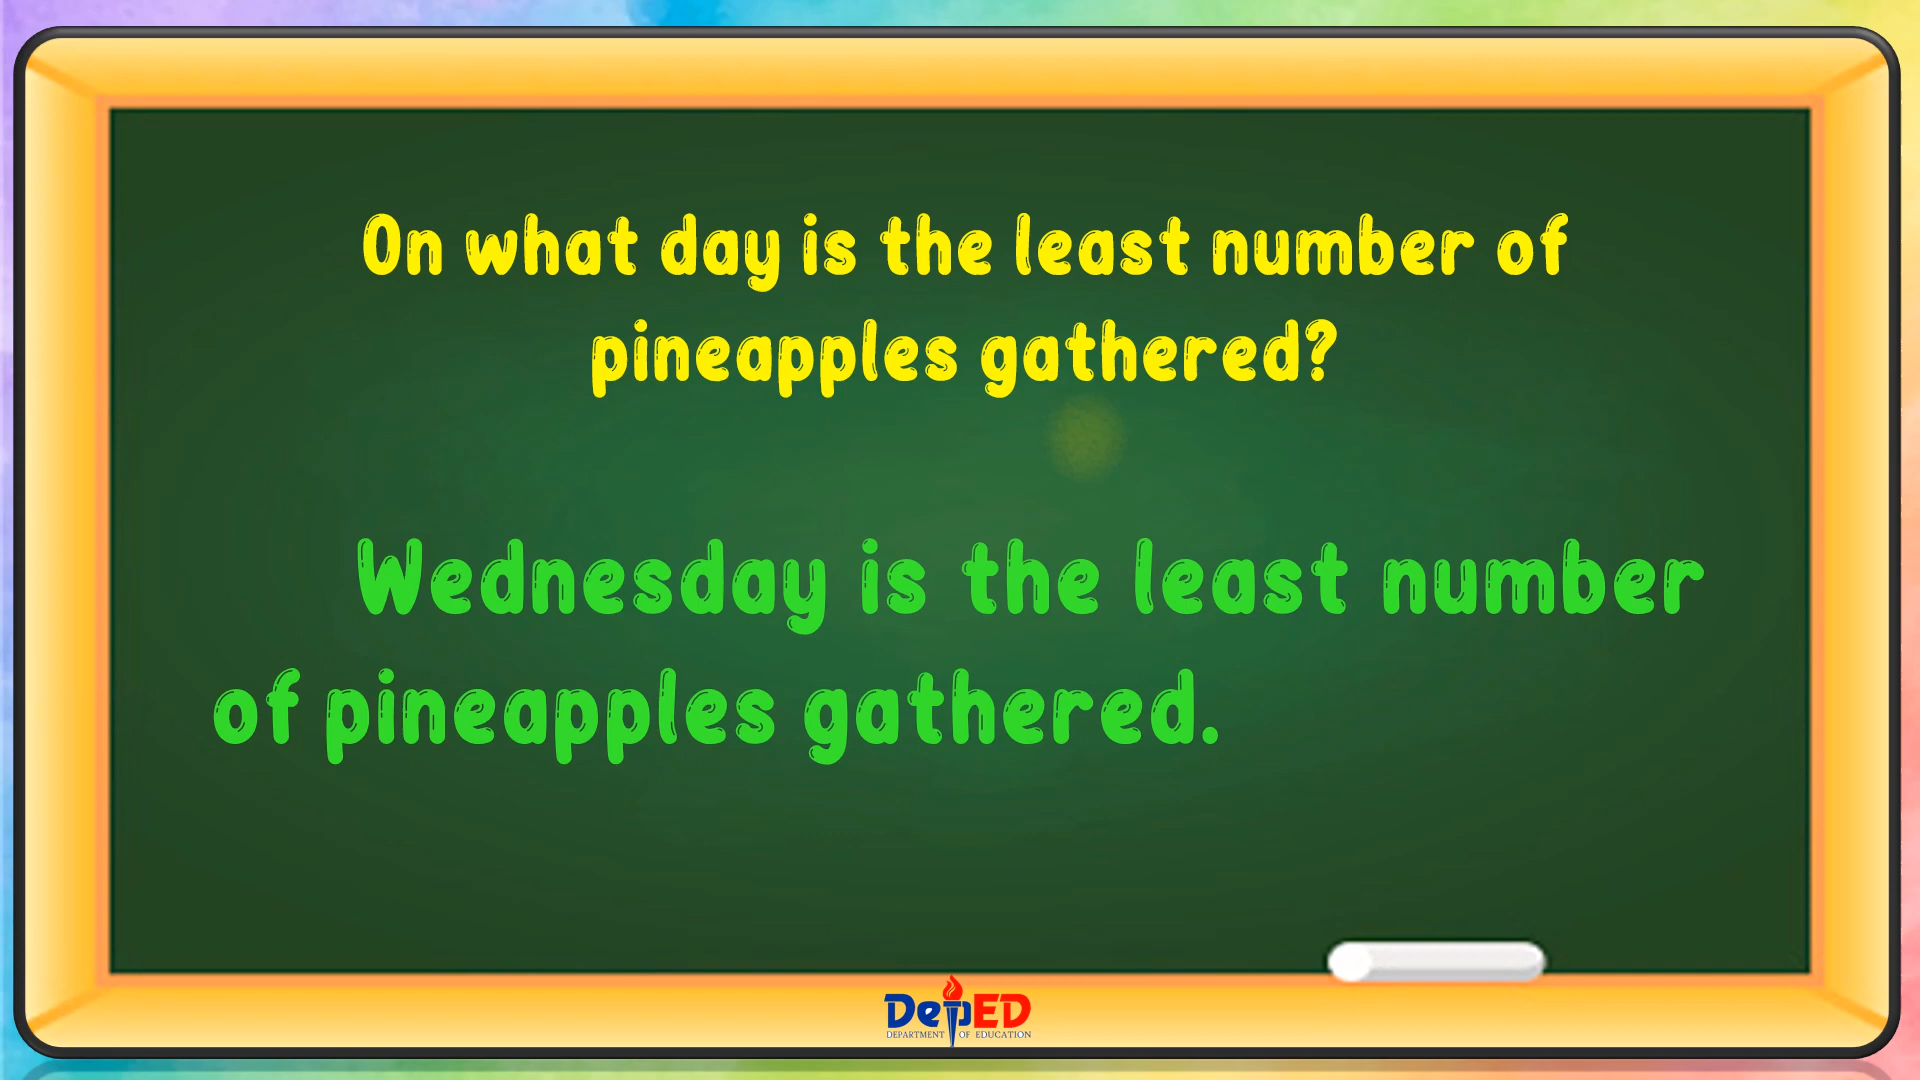 On what day is the least number of
pineapples gathered?
Wednesday is the least number
of pineapples gathered.
DepED
DEPARTMENT OF EDUCATION